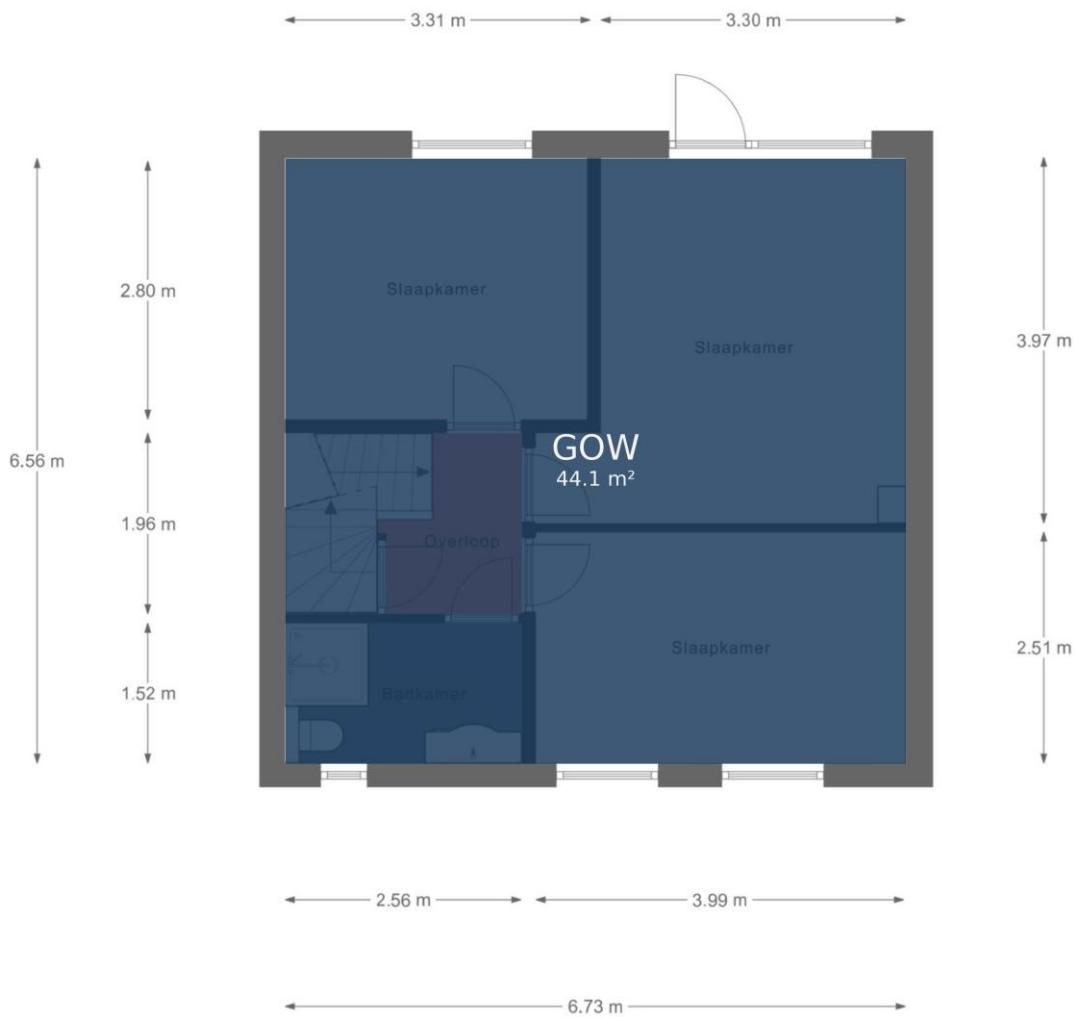 3.31 m
3.30 m
2.80 m
Slaapkamer
Slaapkamer
3.97 m
GOW
44.1 m²
6.56 m
1.96 m
Overloop
Slaapkamer
2.51 m
1.52 m
Badkamer
2.56 m
3.99 m
6.73 m